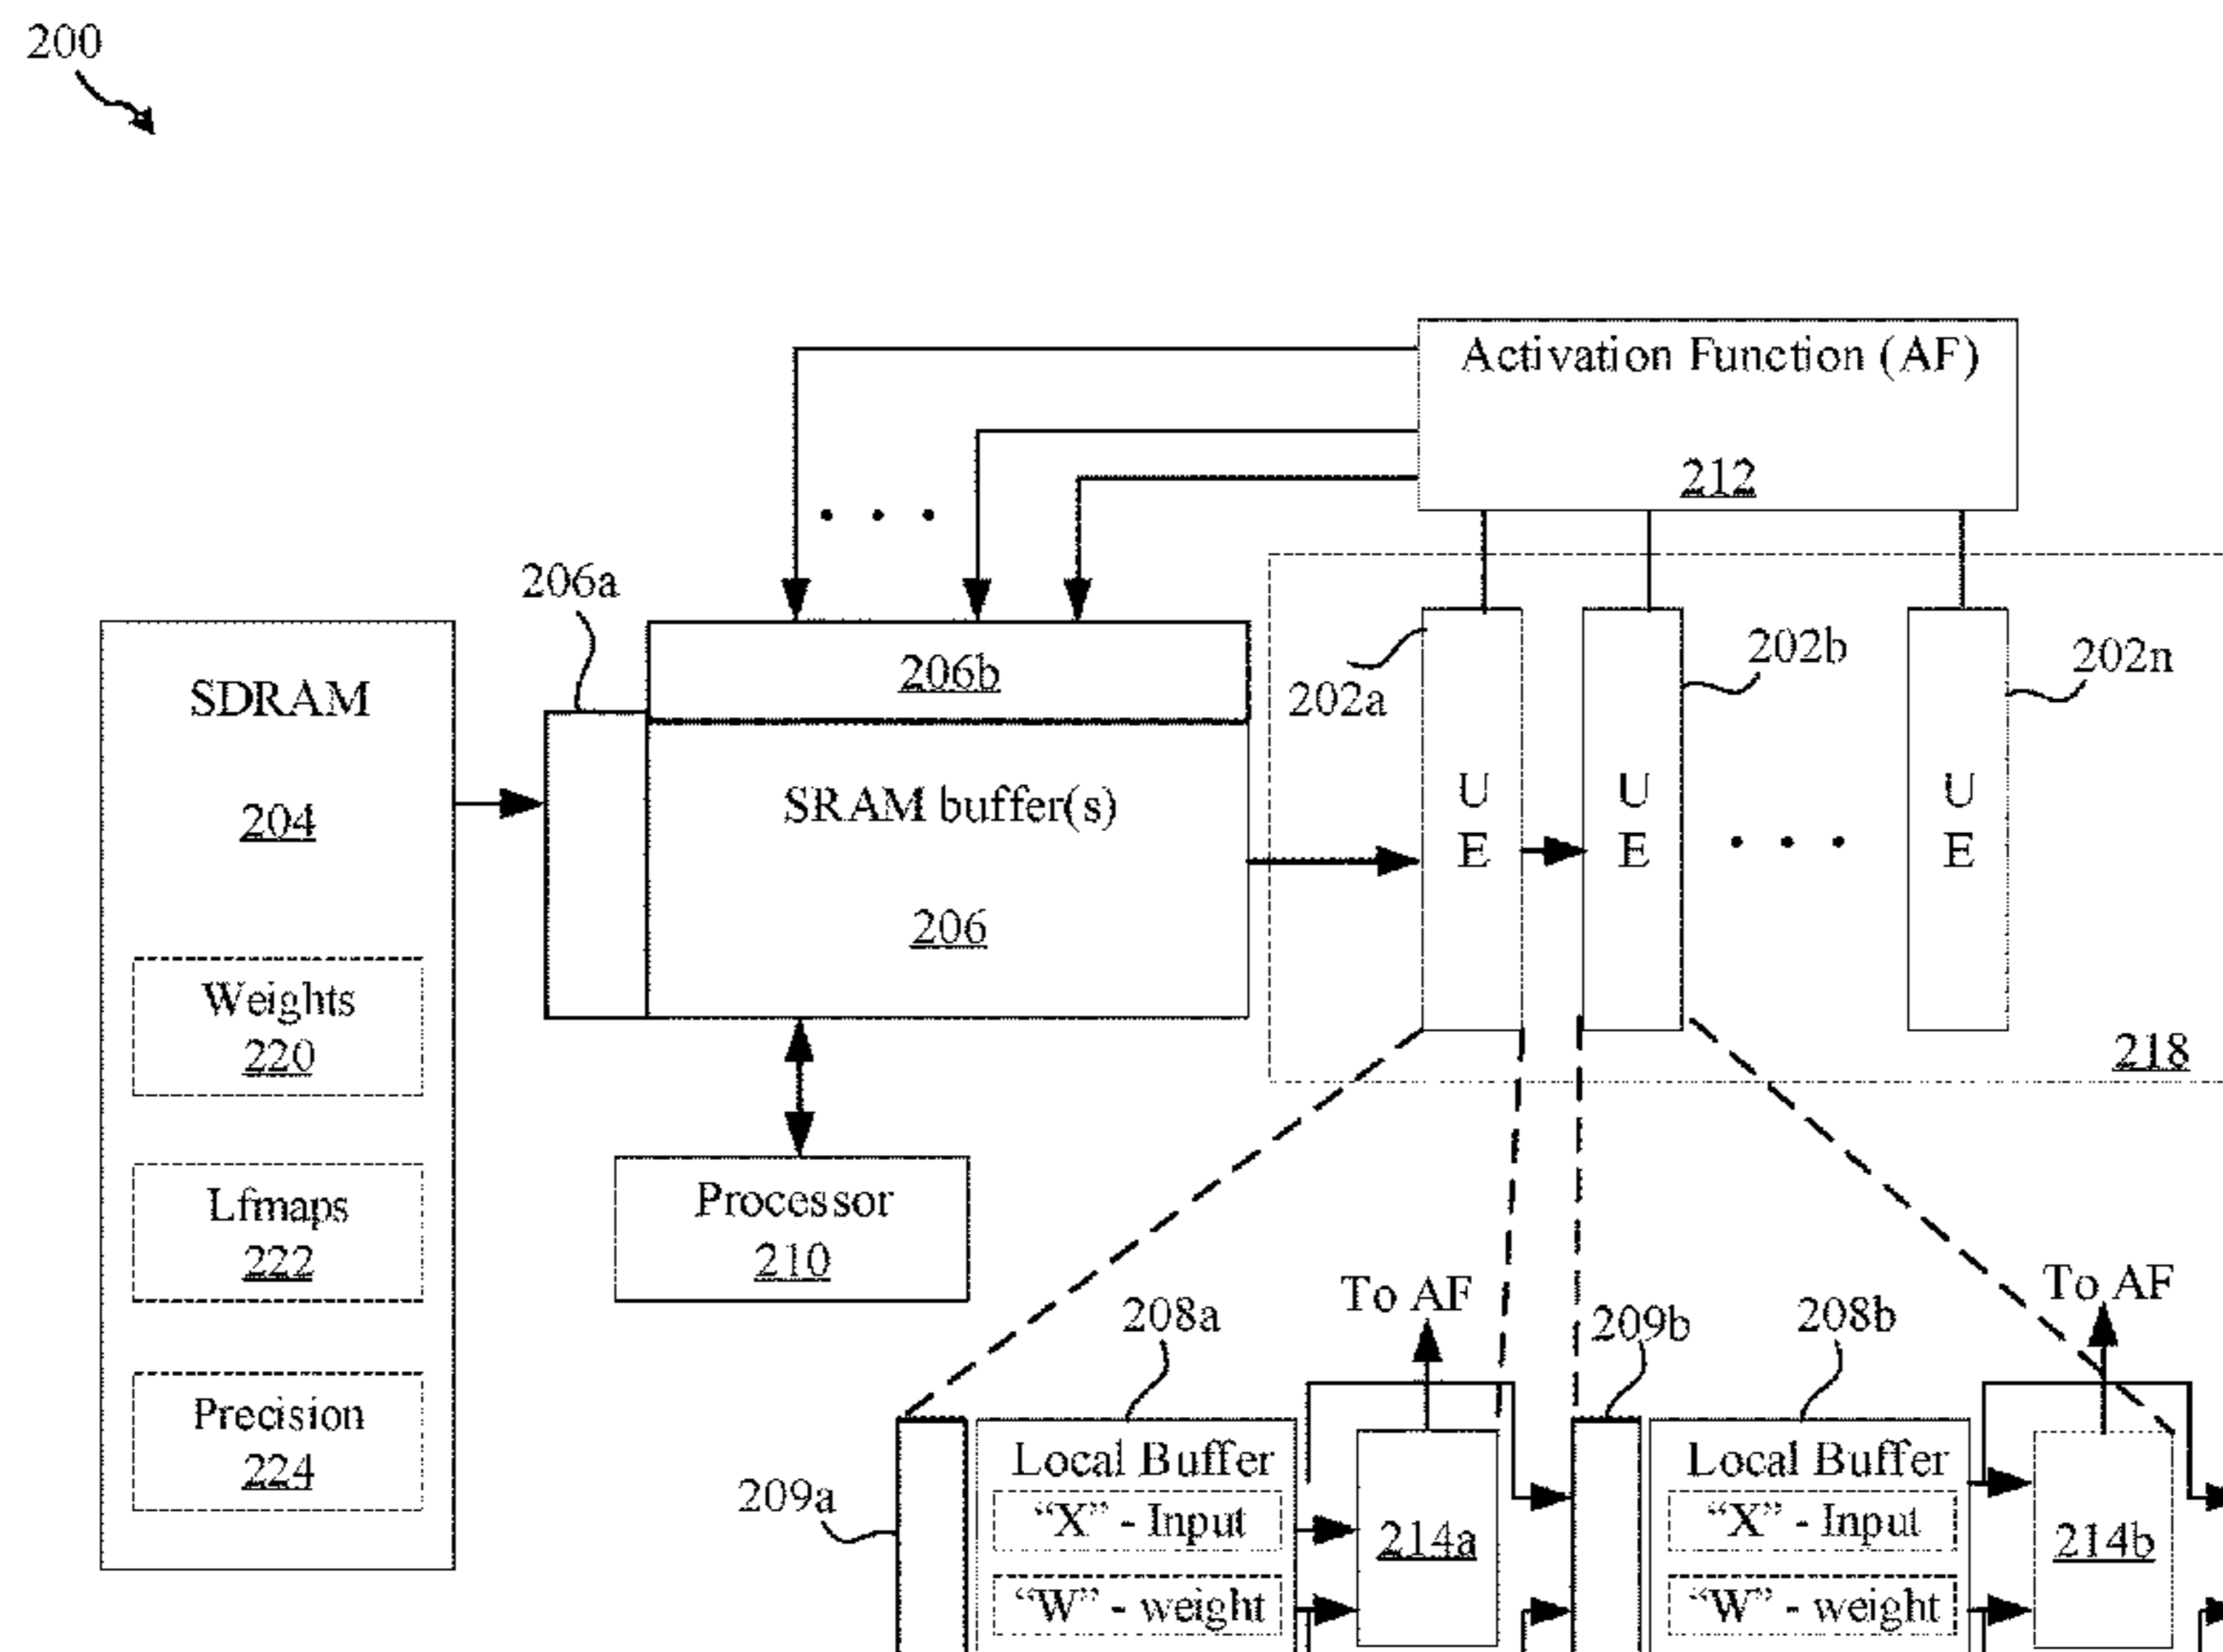 200
Activation Function (AF)
212
206a
206b
202a
202b
202n
SDRAM
204
SRAM buffer(s)
206
U
E
U
E
U
E
218
Weights
220
Lfmaps
222
Precision
224
Processor
210
To AF
To AF
208a
209b
208b
209a
Local Buffer
"X" - Input
"W" - weight
214a
Local Buffer
"X" - Input
"W" - weight
214b